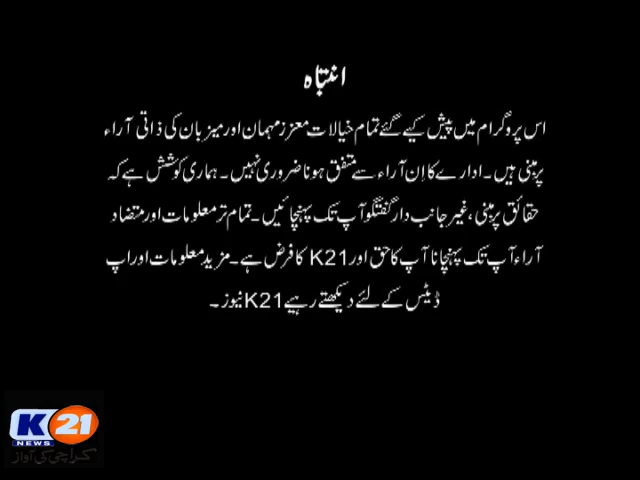 انتباہ
اس پروگرام میں پیش کیے گئے تمام خیالات معزز مہمان اور میزبان کی ذاتی آراء
پر مبنی ہیں۔ ادارے کا اِن آراء سے متفق ہونا ضروری نہیں۔ ہماری کوشش ہے کہ
حقائق پر مبنی، غیر جانب دار گفتگو آپ تک پہنچائیں۔ تمام تر معلومات اور متضاد
آراء آپ تک پہنچانا آپ کا حق اور K21 کا فرض ہے۔ مزید معلومات اور اپ
ڈیٹس کے لئے دیکھتے رہیے K21 نیوز۔
K21
NEWS
کراچی کی آواز